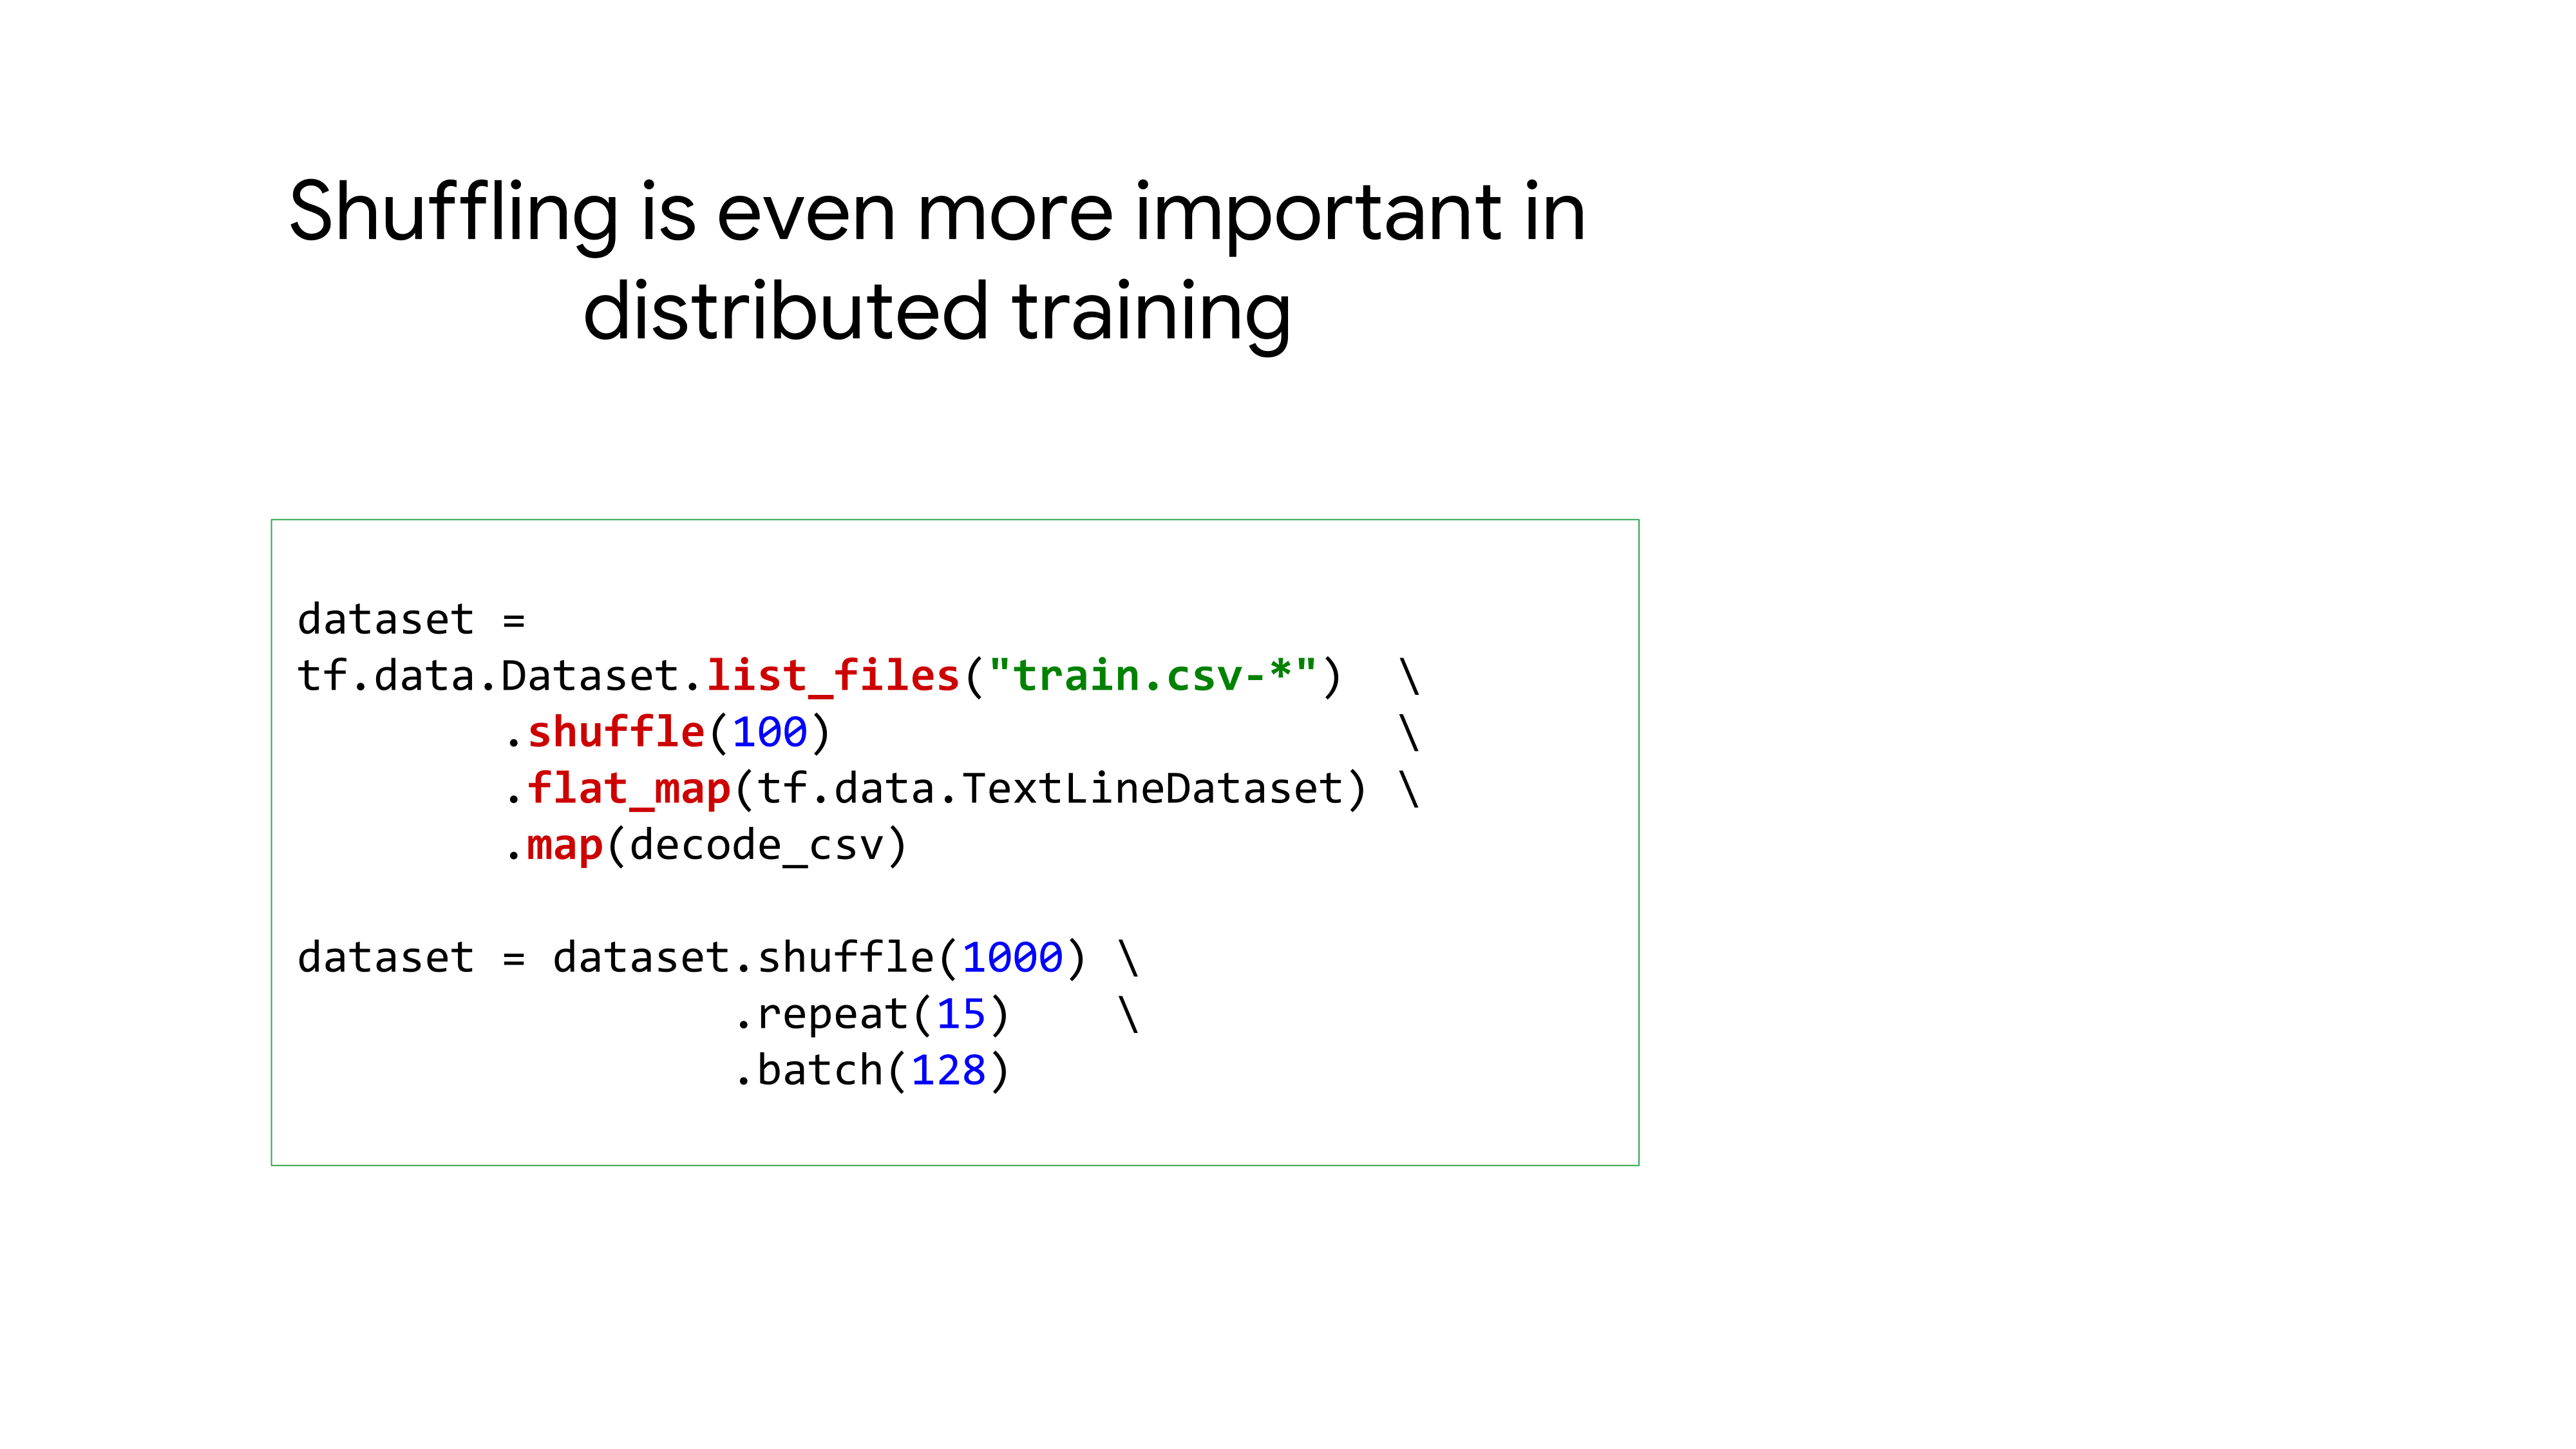 Shuffling is even more important in
distributed training
dataset =
tf.data.Dataset.list_files("train.csv-*")  \
        .shuffle(100)                      \
        .flat_map(tf.data.TextLineDataset) \
        .map(decode_csv)
dataset = dataset.shuffle(1000) \
                 .repeat(15)    \
                 .batch(128)